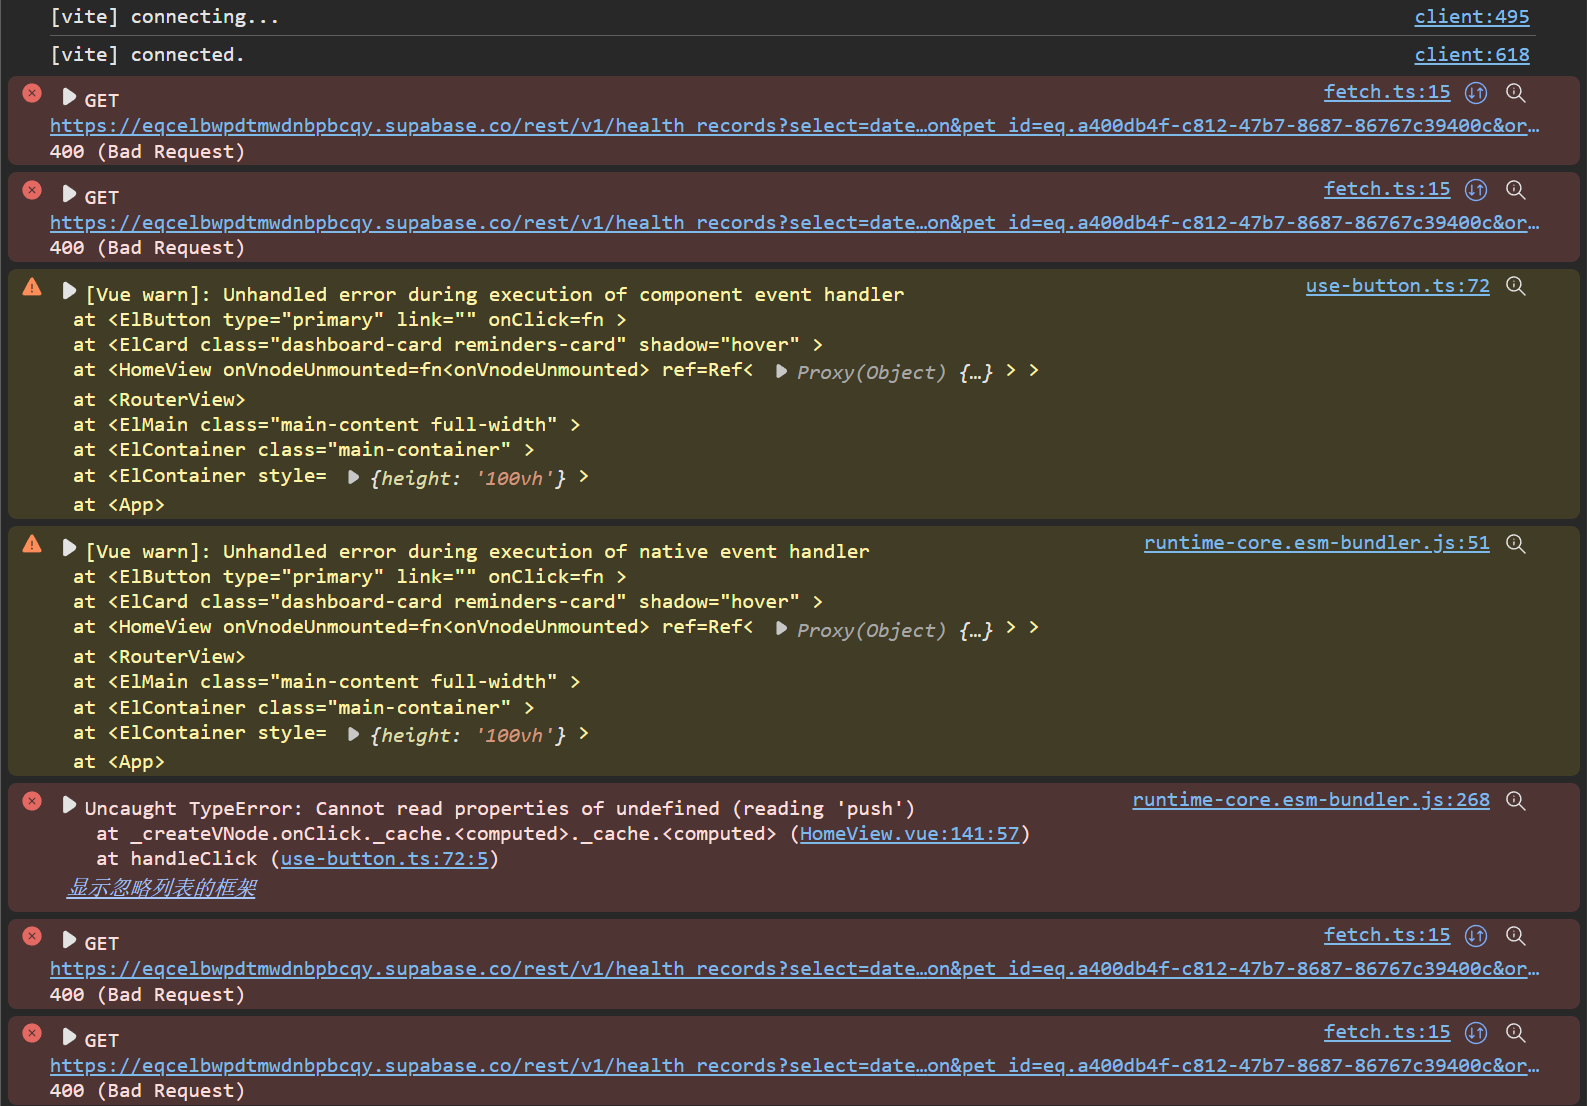 [vite] connecting... client:495
[vite] connected. client:618
GET fetch.ts:15
https://eqcelbwpdtmwdnbpbcqy.supabase.co/rest/v1/health_records?select=date…on&pet_id=eq.a400db4f-c812-47b7-8687-86767c39400c&or…
400 (Bad Request)
GET fetch.ts:15
https://eqcelbwpdtmwdnbpbcqy.supabase.co/rest/v1/health_records?select=date…on&pet_id=eq.a400db4f-c812-47b7-8687-86767c39400c&or…
400 (Bad Request)
[Vue warn]: Unhandled error during execution of component event handler use-button.ts:72
at <ElButton type="primary" link="" onClick=fn >
at <ElCard class="dashboard-card reminders-card" shadow="hover" >
at <HomeView onVnodeUnmounted=fn<onVnodeUnmounted> ref=Ref< Proxy(Object) {…} > >
at <RouterView>
at <ElMain class="main-content full-width" >
at <ElContainer class="main-container" >
at <ElContainer style= {height: '100vh'} >
at <App>
[Vue warn]: Unhandled error during execution of native event handler runtime-core.esm-bundler.js:51
at <ElButton type="primary" link="" onClick=fn >
at <ElCard class="dashboard-card reminders-card" shadow="hover" >
at <HomeView onVnodeUnmounted=fn<onVnodeUnmounted> ref=Ref< Proxy(Object) {…} > >
at <RouterView>
at <ElMain class="main-content full-width" >
at <ElContainer class="main-container" >
at <ElContainer style= {height: '100vh'} >
at <App>
Uncaught TypeError: Cannot read properties of undefined (reading 'push') runtime-core.esm-bundler.js:268
at _createVNode.onClick._cache.<computed>._cache.<computed> (HomeView.vue:141:57)
at handleClick (use-button.ts:72:5)
显示忽略列表的框架
GET fetch.ts:15
https://eqcelbwpdtmwdnbpbcqy.supabase.co/rest/v1/health_records?select=date…on&pet_id=eq.a400db4f-c812-47b7-8687-86767c39400c&or…
400 (Bad Request)
GET fetch.ts:15
https://eqcelbwpdtmwdnbpbcqy.supabase.co/rest/v1/health_records?select=date…on&pet_id=eq.a400db4f-c812-47b7-8687-86767c39400c&or…
400 (Bad Request)